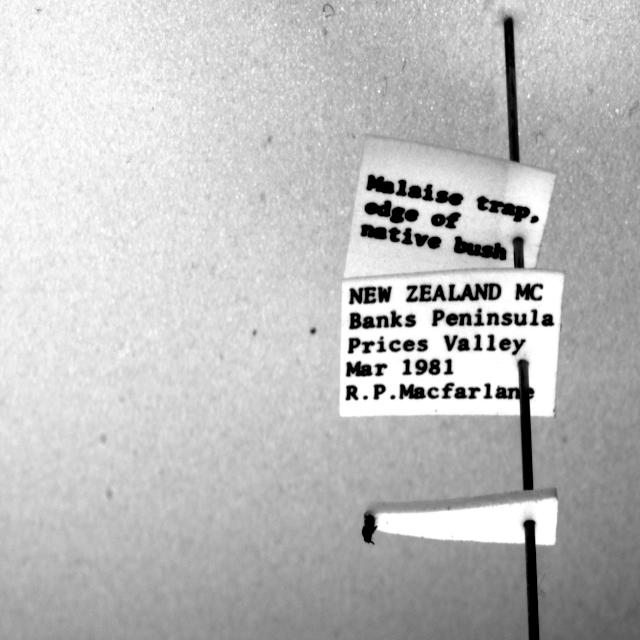 Malaise trap,
edge of
native bush
NEW ZEALAND MC
Banks Peninsula
Prices Valley
Mar 1981
R.P.Macfarlane